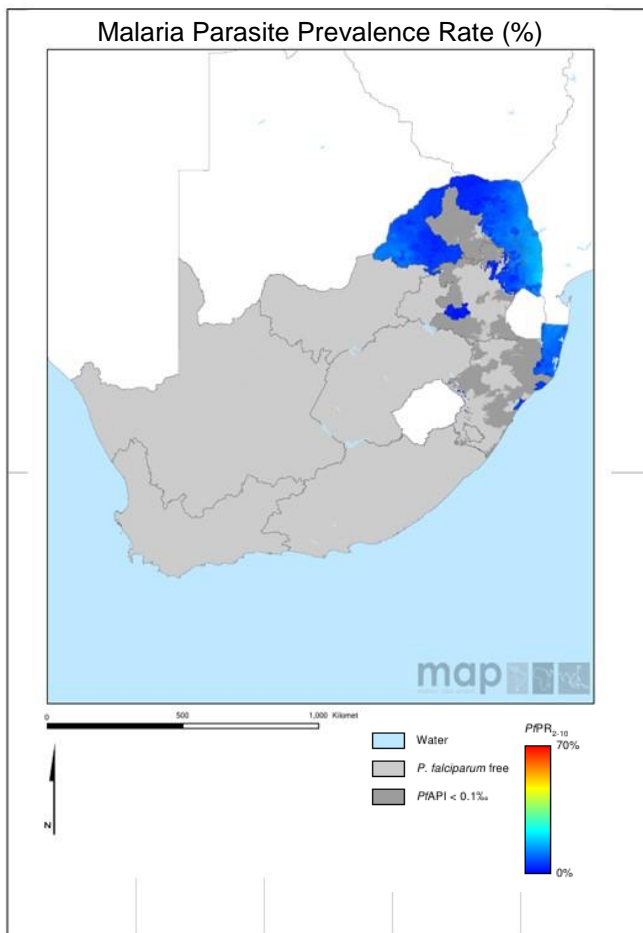 Malaria Parasite Prevalence Rate (%)
map
0 500 1,000 Kilomet
Water
P. falciparum free
PfAPI < 0.1‰
PfPR2-10
70%
0%
N